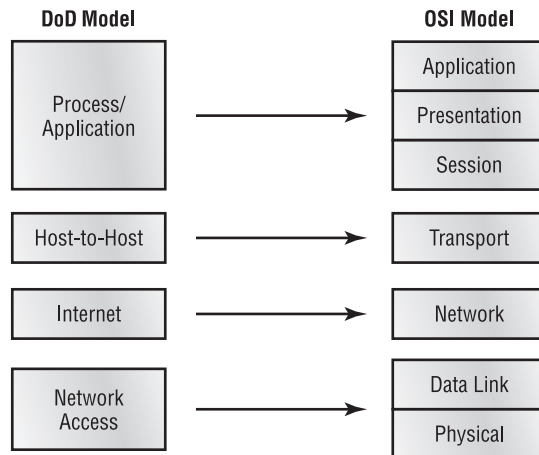 DoD Model
OSI Model
Process/
Application
Application
Presentation
Session
Host-to-Host
Transport
Internet
Network
Network
Access
Data Link
Physical